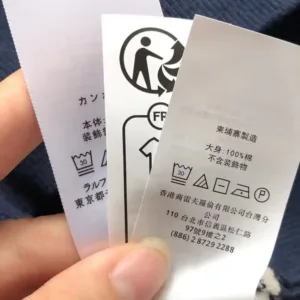 カン
本体
装飾
30
ラルフ
東京都
FR
柬埔寨製造
大身:100%棉
不含裝飾物
30
P
香港商雷夫羅倫有限公司台灣分
公司
110 台北市信義區松仁路
97號9樓之2
(886) 2 8729 2288